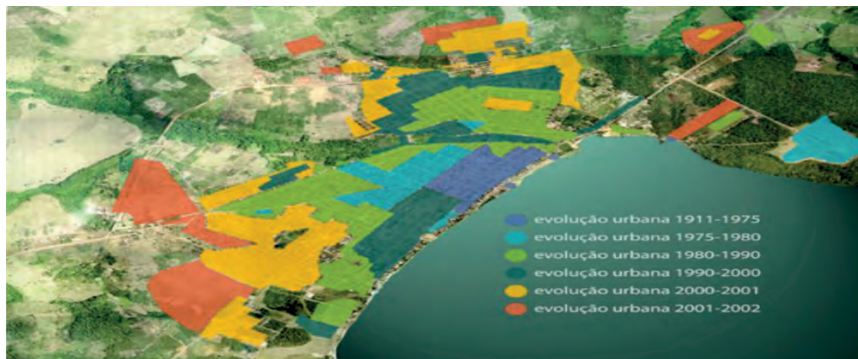 evolução urbana 1911-1975
evolução urbana 1975-1980
evolução urbana 1980-1990
evolução urbana 1990-2000
evolução urbana 2000-2001
evolução urbana 2001-2002